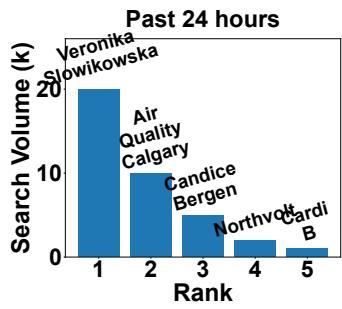 Past 24 hours
Search Volume (k)
20
10
0
Veronika
Slowikowska
Air
Quality
Calgary
Candice
Bergen
Northvolt
Cardi
B
1 2 3 4 5
Rank